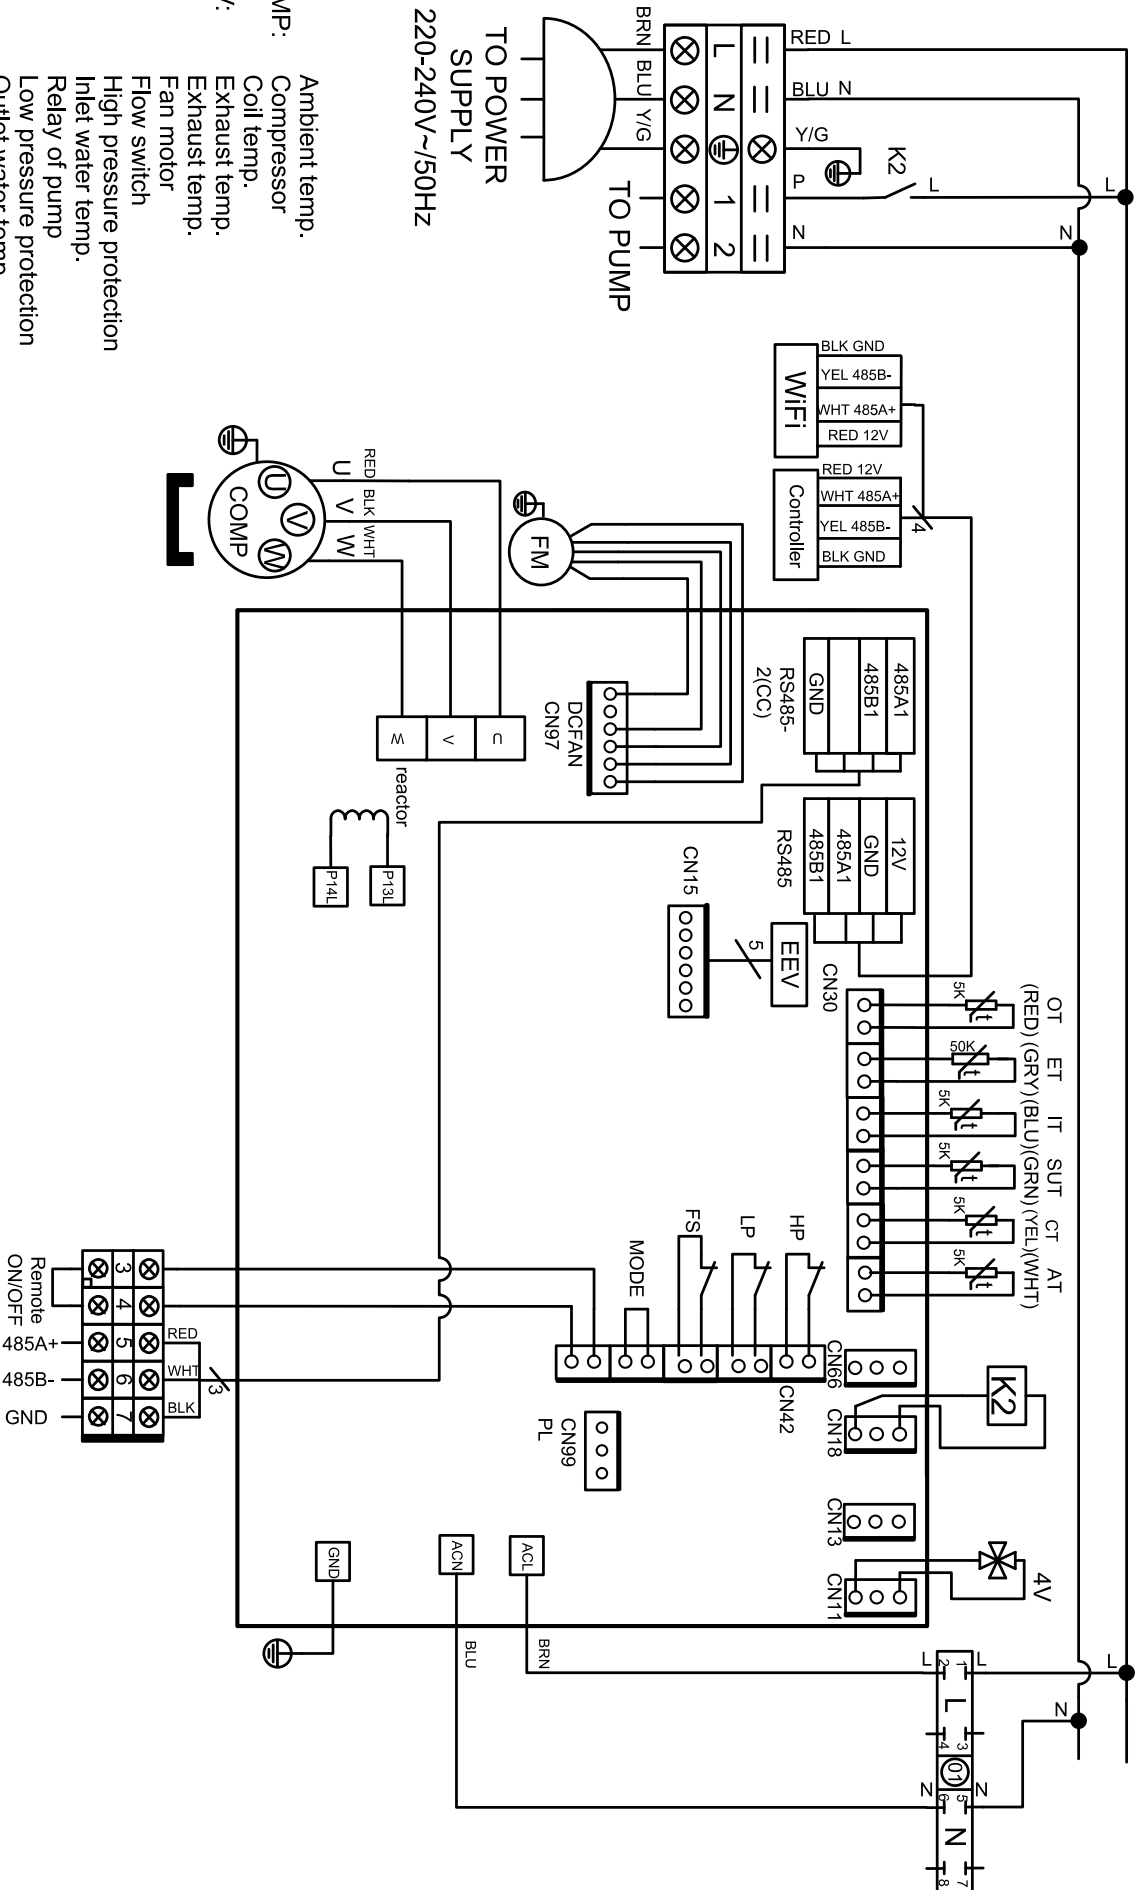 BRN
BLU
Y/G
L
N
1
2
RED L
BLU N
Y/G
P
N
K2
L
L
N
TO POWER
SUPPLY
220-240V~/50Hz
TO PUMP
MP:
Ambient temp.
Compressor
Coil temp.
Exhaust temp.
Exhaust temp.
Fan motor
Flow switch
High pressure protection
Inlet water temp.
Relay of pump
Low pressure protection
Outlet water temp.
WiFi
BLK GND
YEL 485B-
WHT 485A+
RED 12V
Controller
RED 12V
WHT 485A+
YEL 485B-
BLK GND
4
COMP
U
V
W
U
V
W
RED
BLK
WHT
FM
U
V
W
DCFAN
CN97
reactor
P13L
P14L
485A1
485B1
GND
RS485-
2(CC)
12V
GND
485A1
485B1
RS485
CN15
5
EEV
CN30
5K
50K
5K
5K
5K
5K
t
t
t
t
t
t
OT
(RED)
ET
(GRY)
IT
(BLU)
SUT
(GRN)
CT
(YEL)
AT
(WHT)
HP
LP
FS
MODE
CN42
CN99
PL
CN66
CN18
K2
CN13
CN11
4V
Remote
ON/OFF
3
4
5
6
7
485A+
485B-
GND
RED
WHT
BLK
3
GND
ACN
ACL
BLU
BRN
L
N
L
L
2
1
L
4
3
01
N
N
6
5
N
8
7